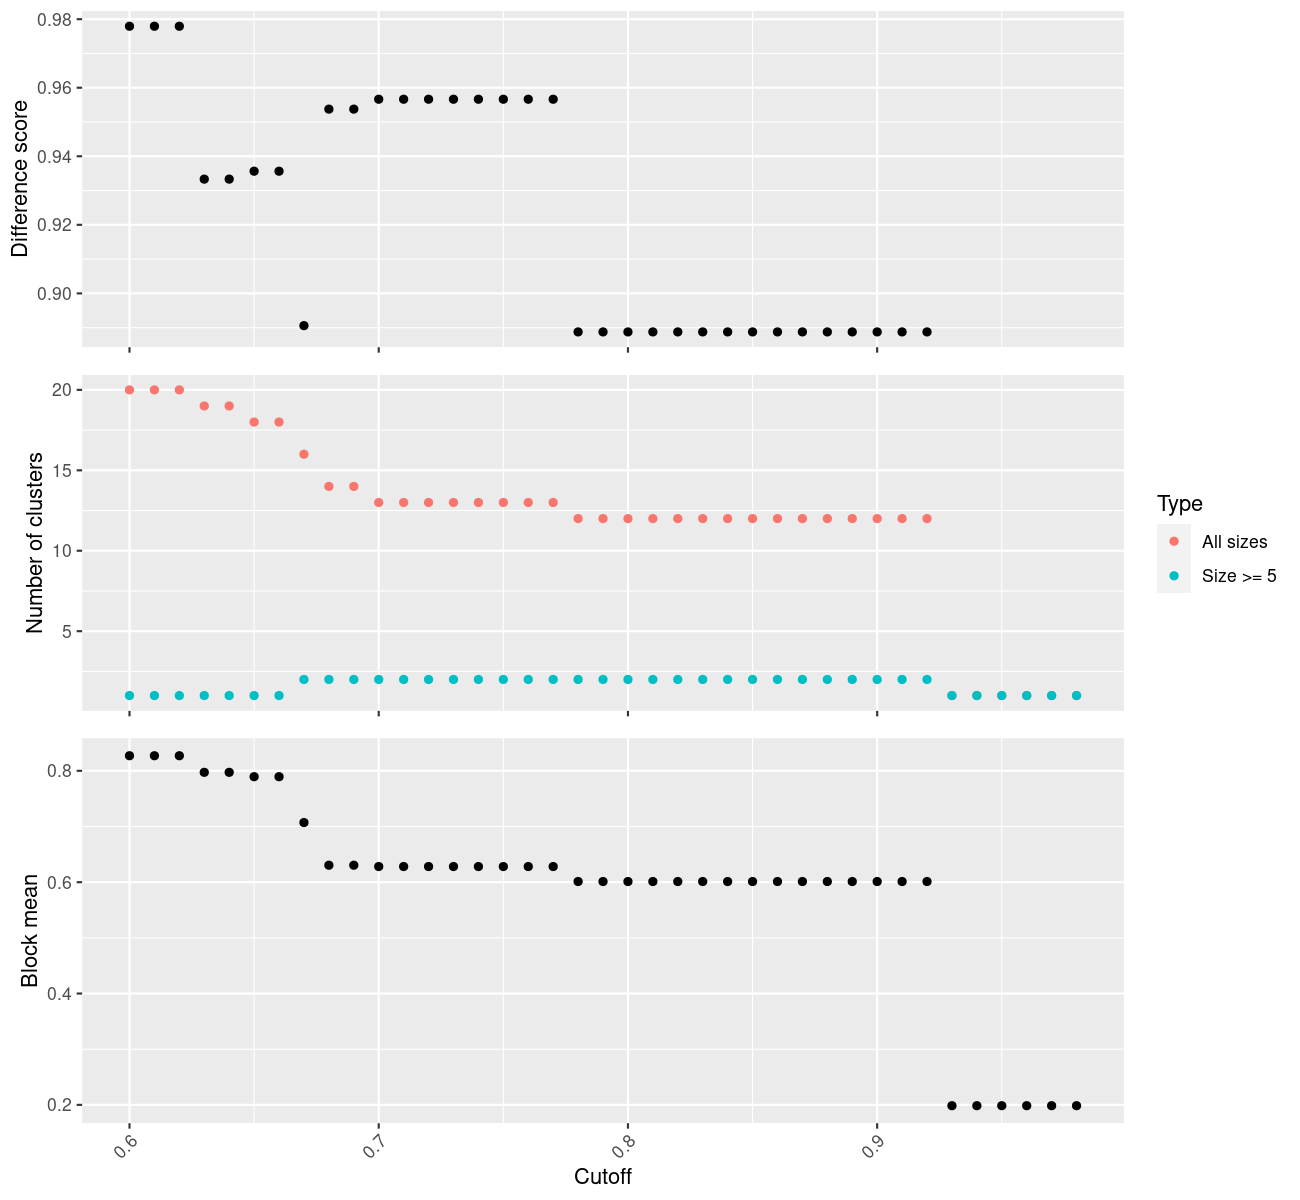 Difference score
0.98
0.96
0.94
0.92
0.90
Number of clusters
20
15
10
5
Type
All sizes
Size >= 5
Block mean
0.8
0.6
0.4
0.2
0.6 0.7 0.8 0.9
Cutoff